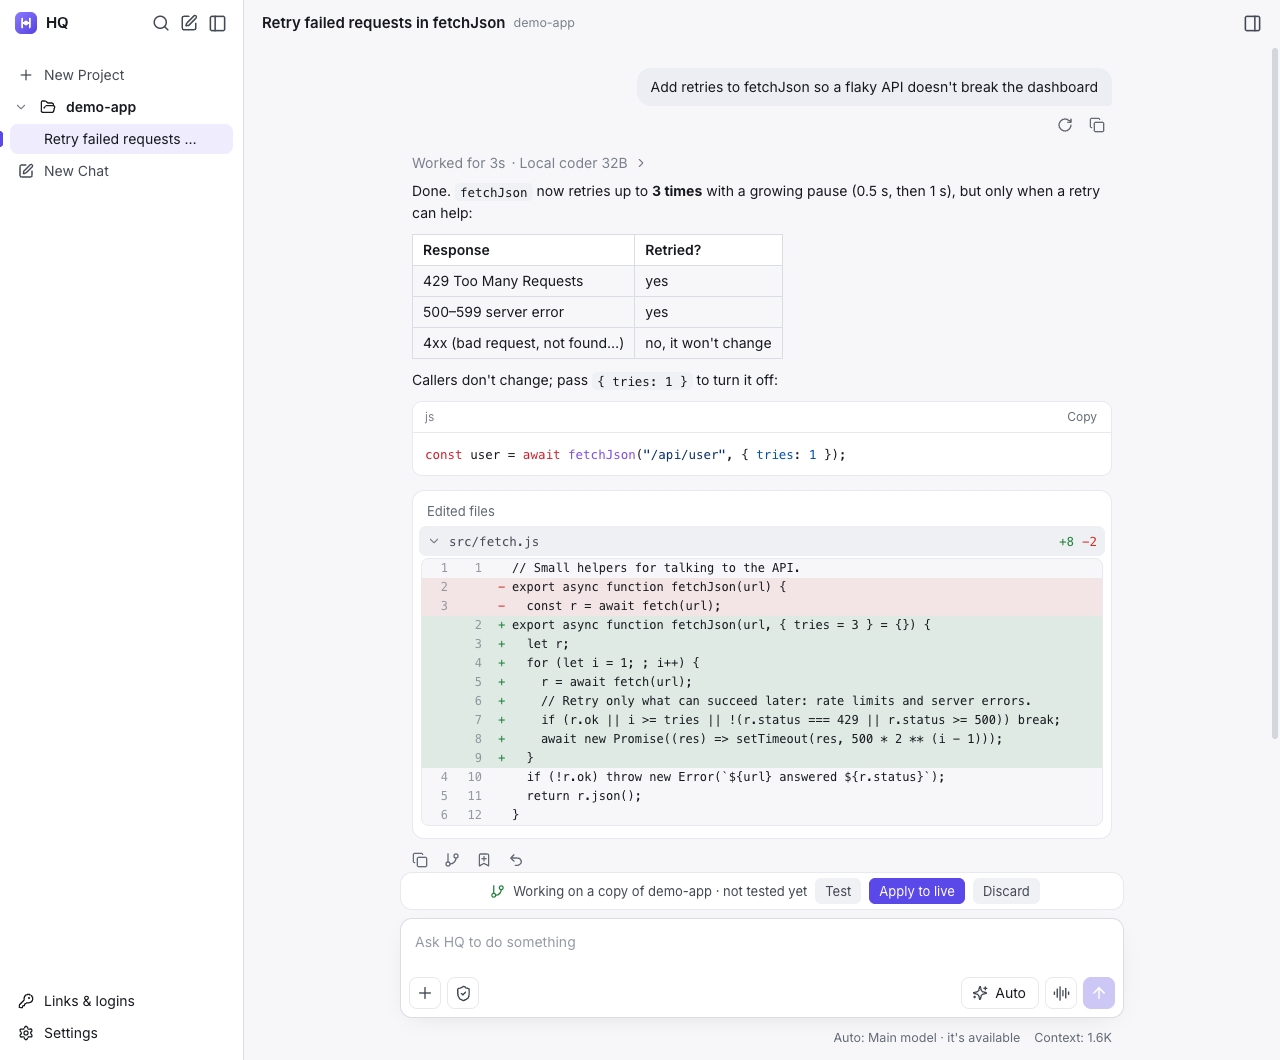 HQ
New Project
demo-app
Retry failed requests ...
New Chat
Links & logins
Settings
Retry failed requests in fetchJson demo-app
Add retries to fetchJson so a flaky API doesn't break the dashboard
Worked for 3s · Local coder 32B
Done. fetchJson now retries up to 3 times with a growing pause (0.5 s, then 1 s), but only when a retry
can help:
Response Retried?
429 Too Many Requests yes
500–599 server error yes
4xx (bad request, not found...) no, it won't change
Callers don't change; pass { tries: 1 } to turn it off:
js Copy
const user = await fetchJson("/api/user", { tries: 1 });
Edited files
src/fetch.js +8 −2
1 1 // Small helpers for talking to the API.
2 − export async function fetchJson(url) {
3 − const r = await fetch(url);
2 + export async function fetchJson(url, { tries = 3 } = {}) {
3 + let r;
4 + for (let i = 1; ; i++) {
5 + r = await fetch(url);
6 + // Retry only what can succeed later: rate limits and server errors.
7 + if (r.ok || i >= tries || !(r.status === 429 || r.status >= 500)) break;
8 + await new Promise((res) => setTimeout(res, 500 * 2 ** (i - 1)));
9 + }
4 10 if (!r.ok) throw new Error(`${url} answered ${r.status}`);
5 11 return r.json();
6 12 }
Working on a copy of demo-app · not tested yet Test Apply to live Discard
Ask HQ to do something
Auto
Auto: Main model · it's available Context: 1.6K